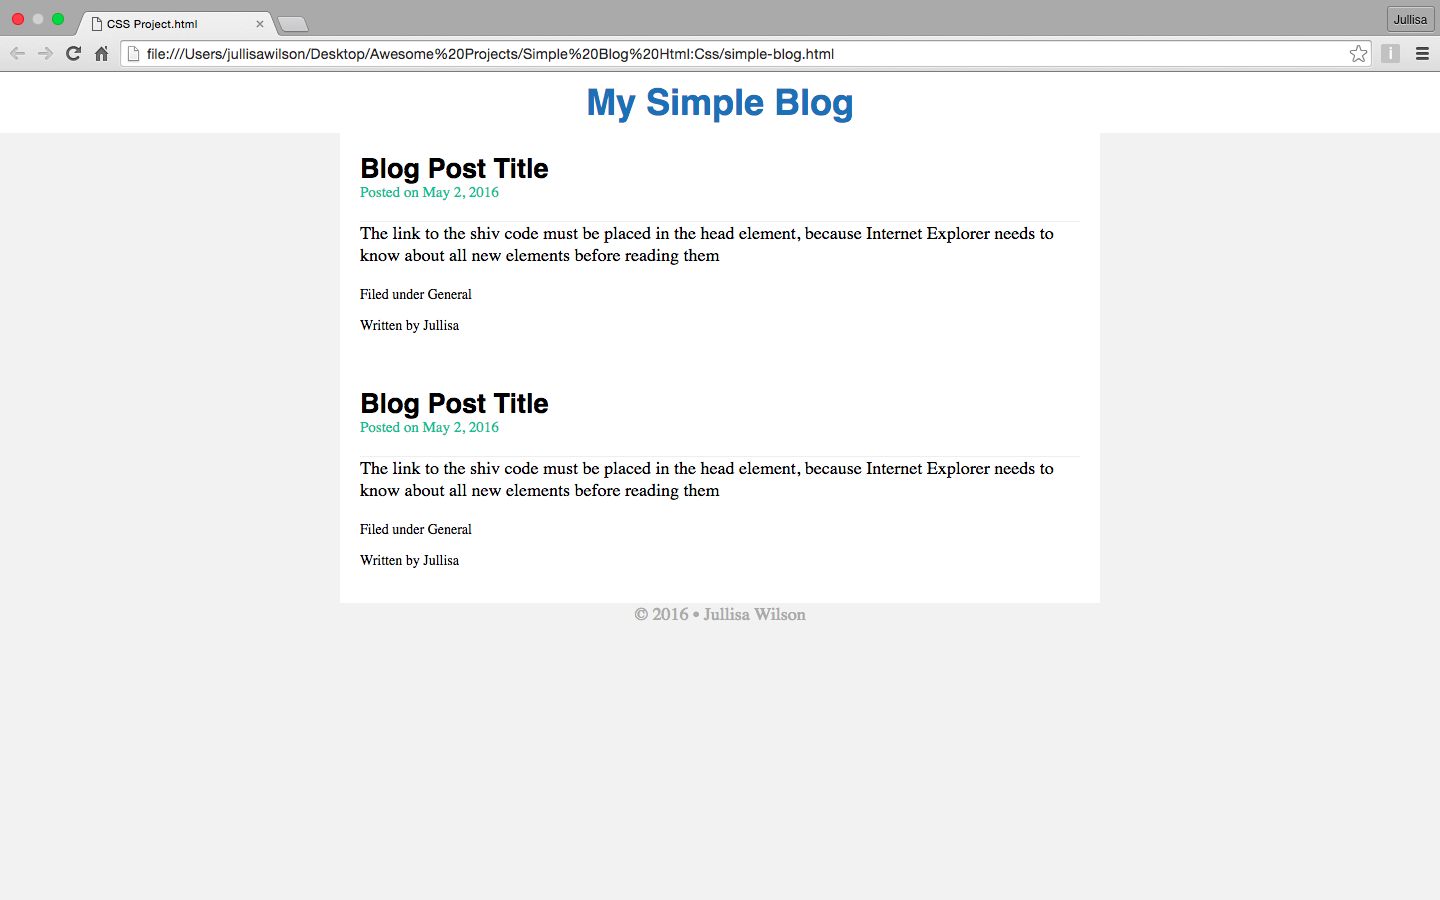 CSS Project.html
Jullisa
file:///Users/jullisawilson/Desktop/Awesome%20Projects/Simple%20Blog%20Html:Css/simple-blog.html
My Simple Blog
Blog Post Title
Posted on May 2, 2016
The link to the shiv code must be placed in the head element, because Internet Explorer needs to
know about all new elements before reading them
Filed under General
Written by Jullisa
Blog Post Title
Posted on May 2, 2016
The link to the shiv code must be placed in the head element, because Internet Explorer needs to
know about all new elements before reading them
Filed under General
Written by Jullisa
© 2016 • Jullisa Wilson